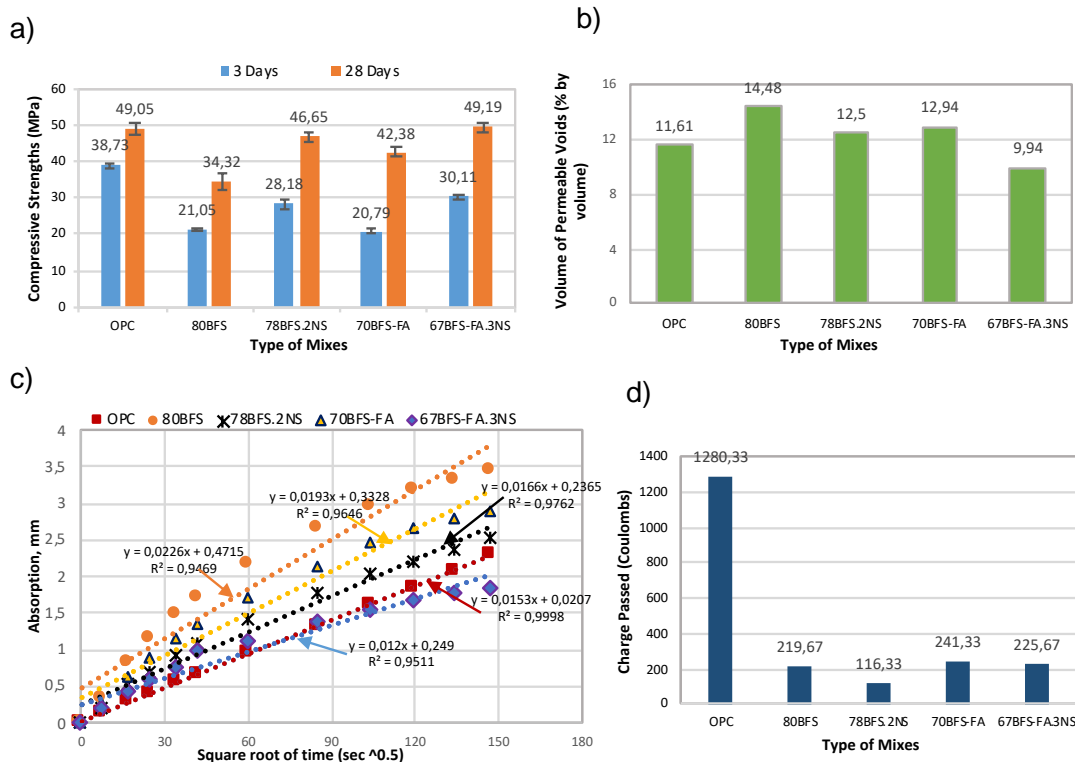 a)
3 Days 28 Days
Compressive Strengths (MPa)
60
50
40
30
20
10
0
38,73 49,05
21,05 34,32
28,18 46,65
20,79 42,38
30,11 49,19
OPC 80BFS 78BFS.2NS 70BFS-FA 67BFS-FA.3NS
Type of Mixes
b)
Volume of Permeable Voids (% by
volume)
16
12
8
4
0
11,61 14,48 12,5 12,94 9,94
OPC 80BFS 78BFS.2NS 70BFS-FA 67BFS-FA.3NS
Type of Mixes
c)
OPC 80BFS 78BFS.2NS 70BFS-FA 67BFS-FA.3NS
Absorption, mm
4
3,5
3
2,5
2
1,5
1
0,5
0
y = 0,0193x + 0,3328
R² = 0,9646
y = 0,0166x + 0,2365
R² = 0,9762
y = 0,0226x + 0,4715
R² = 0,9469
y = 0,0153x + 0,0207
R² = 0,9998
y = 0,012x + 0,249
R² = 0,9511
0 30 60 90 120 150 180
Square root of time (sec ^0.5)
d)
Charge Passed (Coulombs)
1400
1200
1000
800
600
400
200
0
1280,33
219,67
116,33
241,33
225,67
OPC 80BFS 78BFS.2NS 70BFS-FA 67BFS-FA3NS
Type of Mixes